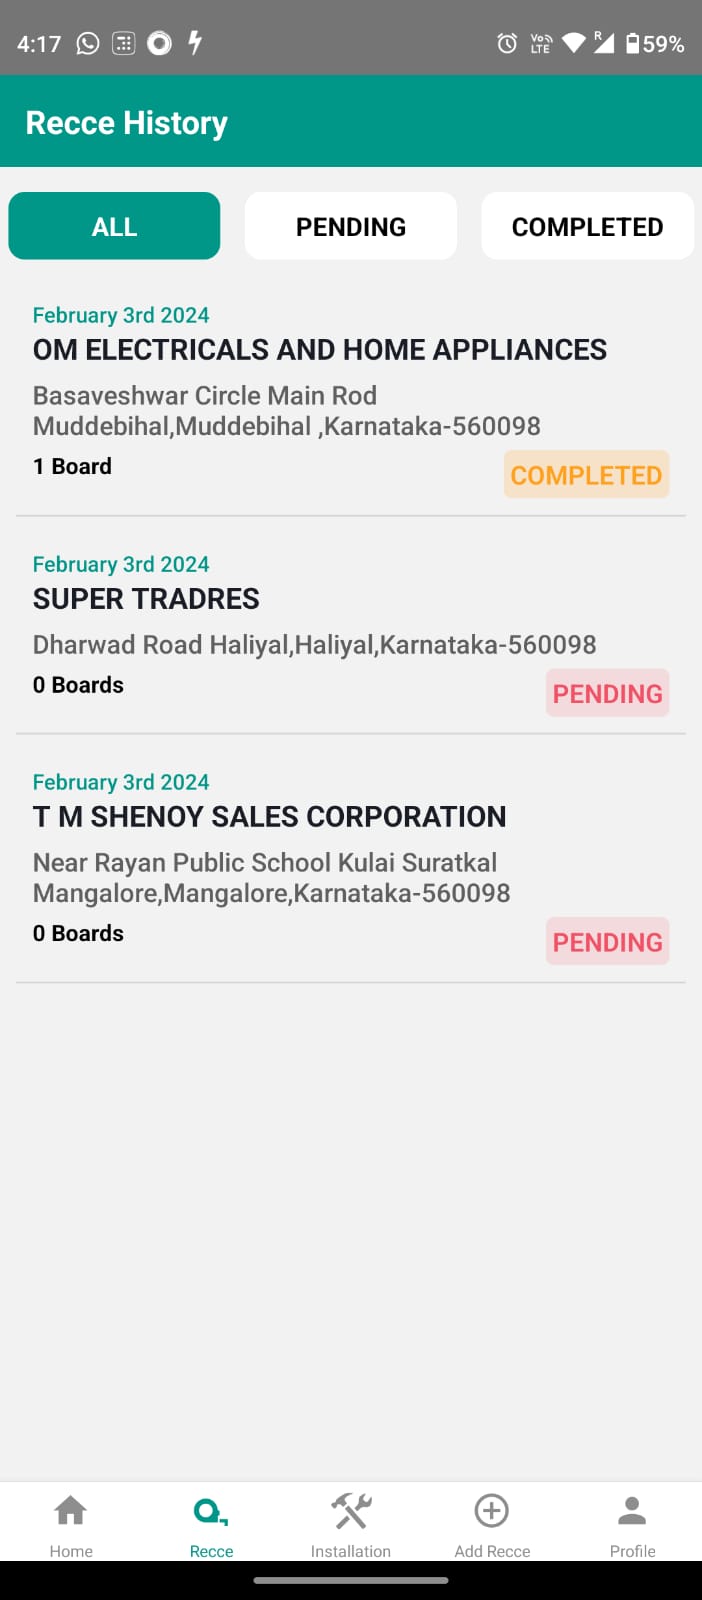 4:17
Vo)) LTE
R
59%
Recce History
ALL
PENDING
COMPLETED
February 3rd 2024
OM ELECTRICALS AND HOME APPLIANCES
Basaveshwar Circle Main Rod
Muddebihal,Muddebihal ,Karnataka-560098
1 Board
COMPLETED
February 3rd 2024
SUPER TRADRES
Dharwad Road Haliyal,Haliyal,Karnataka-560098
0 Boards
PENDING
February 3rd 2024
T M SHENOY SALES CORPORATION
Near Rayan Public School Kulai Suratkal
Mangalore,Mangalore,Karnataka-560098
0 Boards
PENDING
Home
Recce
Installation
Add Recce
Profile